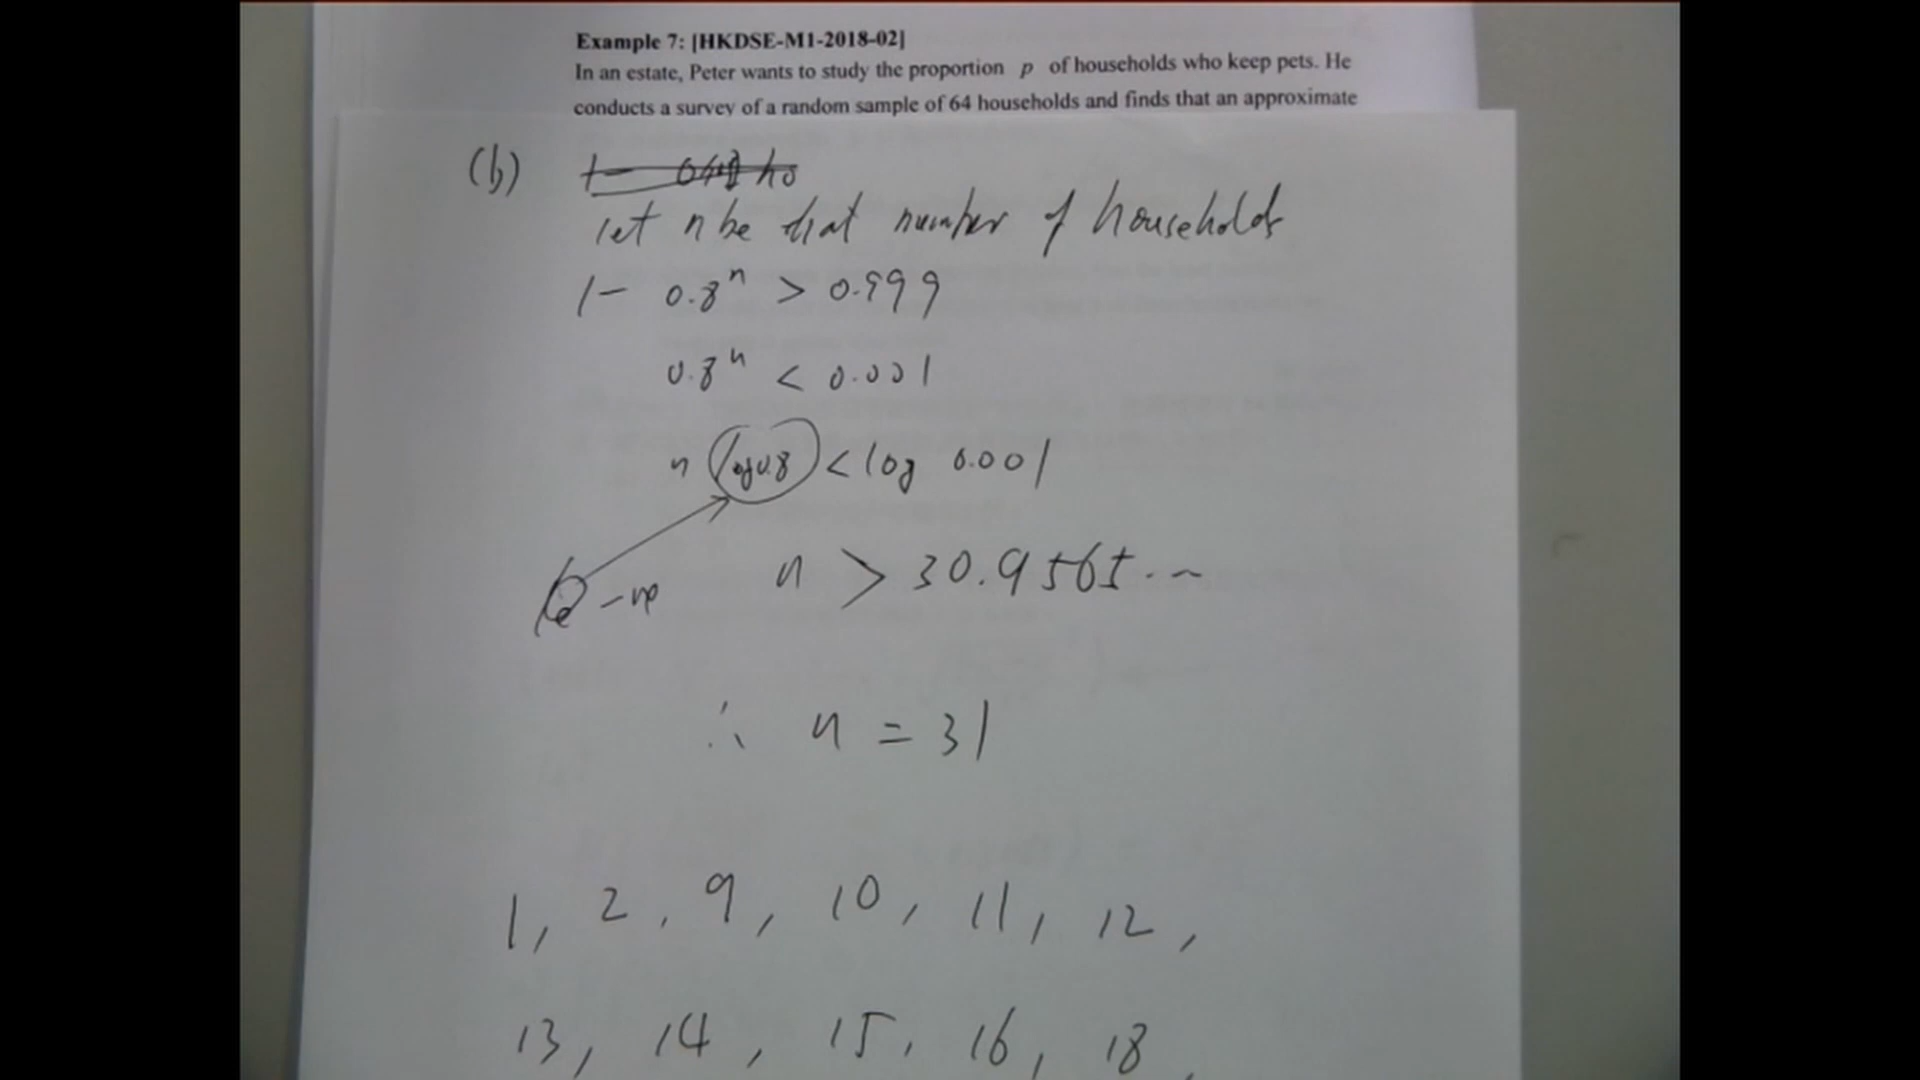 Example 7: [HKDSE-M1-2018-02]
In an estate, Peter wants to study the proportion p of households who keep pets. He
conducts a survey of a random sample of 64 households and finds that an approximate
(b)
let n be that number of households
1 - 0.8ⁿ > 0.999
0.8ⁿ < 0.001
n log 0.8 < log 0.001
-ve n > 30.9565...
∴ n = 31
1, 2, 9, 10, 11, 12,
13, 14, 15, 16, 18,